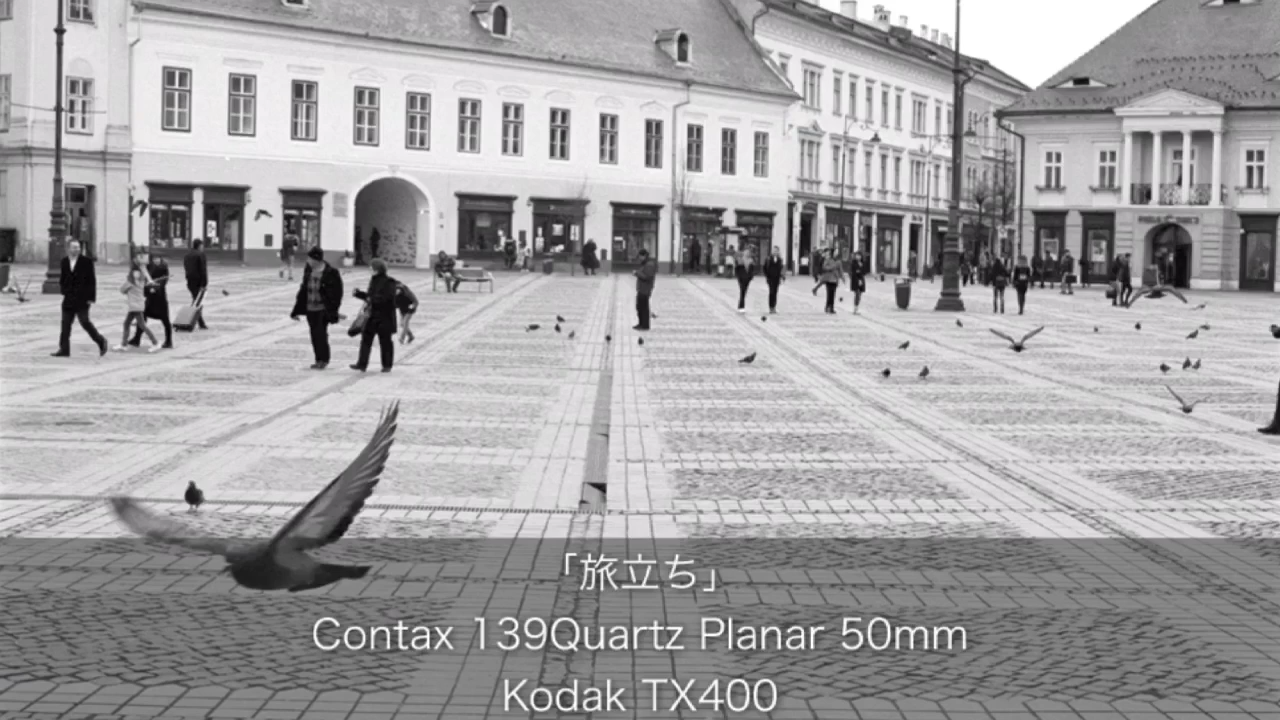 「旅立ち」
Contax 139Quartz Planar 50mm
Kodak TX400